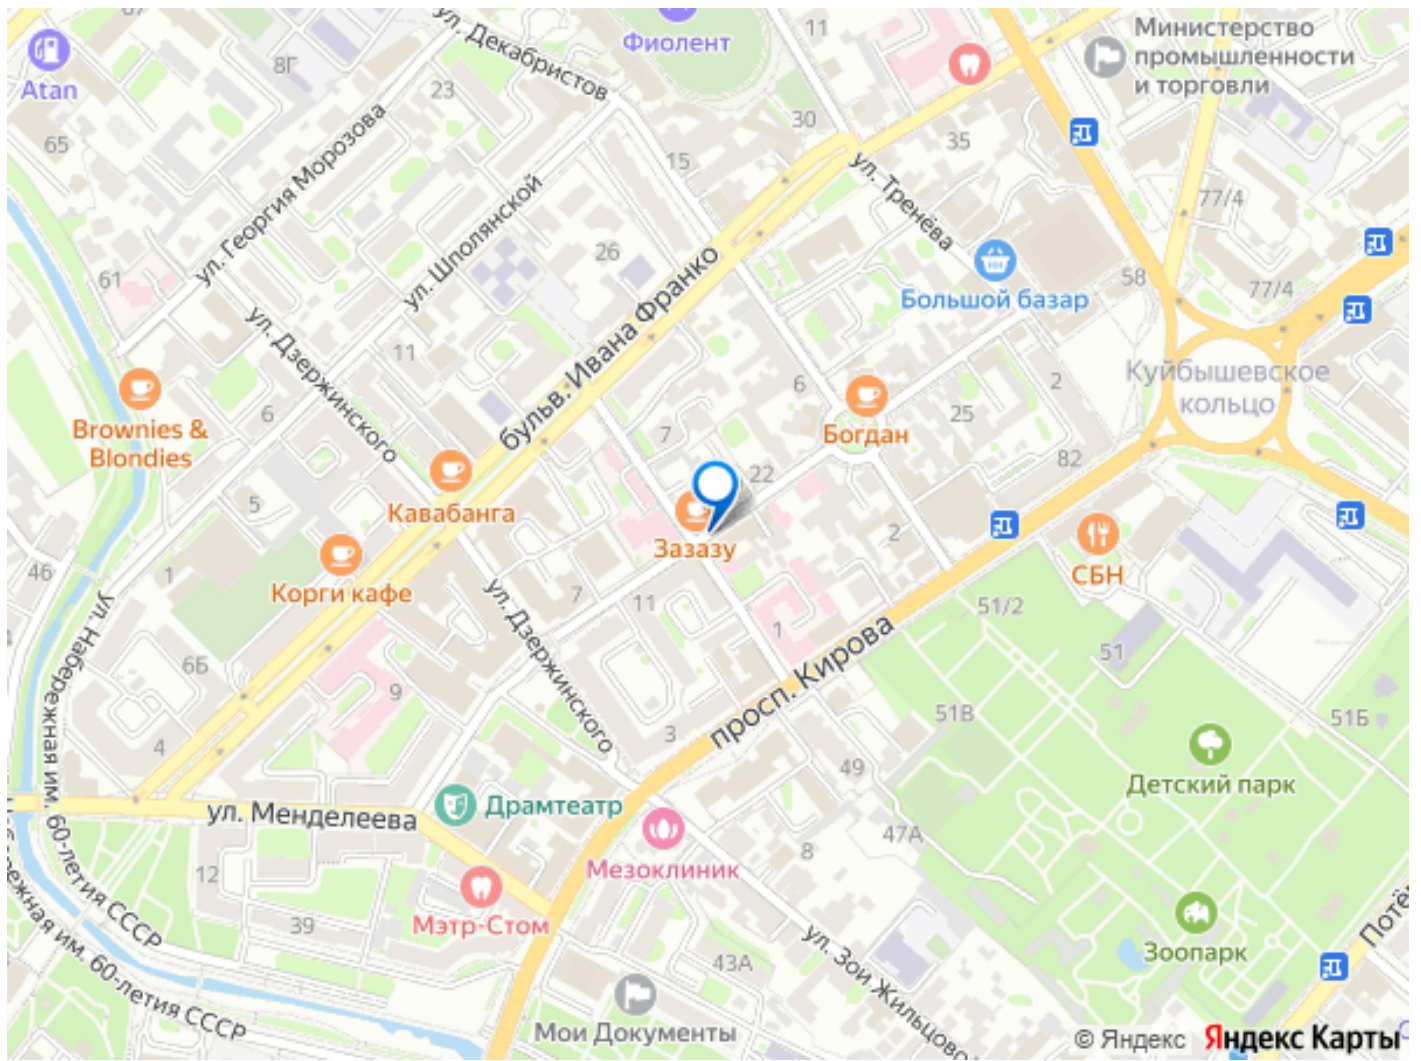 ул. Декабристов
Фиолент
11
Министерство
промышленности
и торговли
Atan
8Г
23
65
ул. Георгия Морозова
30
35
15
ул. Тренёва
77/4
ул. Шполянской
26
61
58
77/4
Большой базар
бульв. Ивана Франко
ул. Дзержинского
11
6
2
Куйбышевское
кольцо
Brownies &
Blondies
6
7
Богдан
25
82
22
Кавабанга
5
Зазазу
2
СБН
46
1
Корги кафе
7
11
51/2
ул. Набережная им. 60-летия СССР
ул. Дзержинского
1
51
6Б
9
просп. Кирова
51В
51Б
4
3
49
Детский парк
ул. Менделеева
Драмтеатр
47А
8
Мезоклиник
12
Мэтр-Стом
39
Зоопарк
43А
ул. Зои Жильцовой
Мои Документы
© Яндекс Яндекс Карты